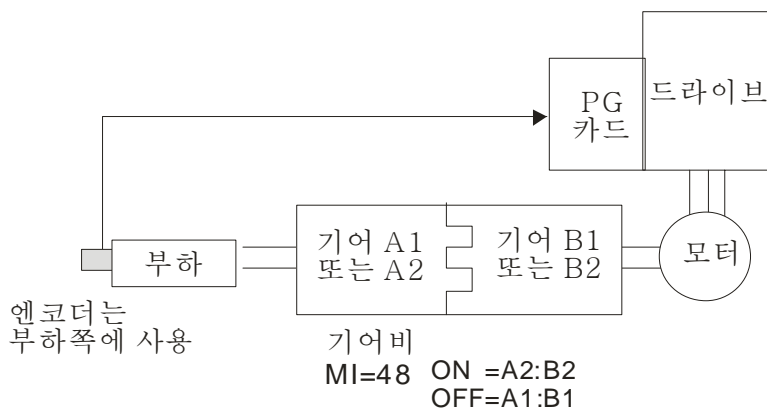 드라이브
PG
카드
기어 A1
또는 A2
기어 B1
또는 B2
모터
부하
엔코더는
부하쪽에 사용
기어비
MI=48 ON =A2:B2
OFF=A1:B1